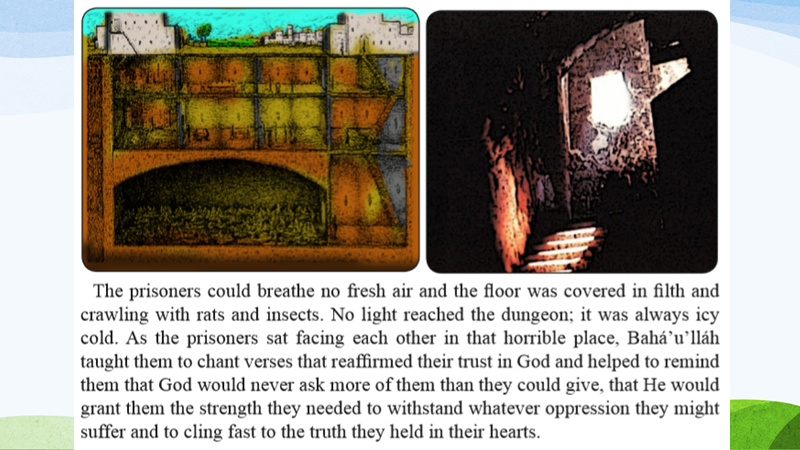 The prisoners could breathe no fresh air and the floor was covered in filth and
crawling with rats and insects. No light reached the dungeon; it was always icy
cold. As the prisoners sat facing each other in that horrible place, Bahá’u’lláh
taught them to chant verses that reaffirmed their trust in God and helped to remind
them that God would never ask more of them than they could give, that He would
grant them the strength they needed to withstand whatever oppression they might
suffer and to cling fast to the truth they held in their hearts.